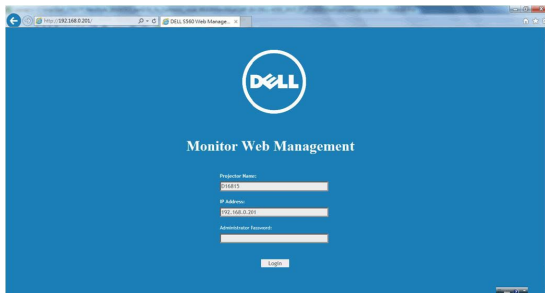 http://192.168.0.201/
DELL S560 Web Manage...
DELL
Monitor Web Management
Projector Name:
D16815
IP Address:
192.168.0.201
Administrator Password:
Login